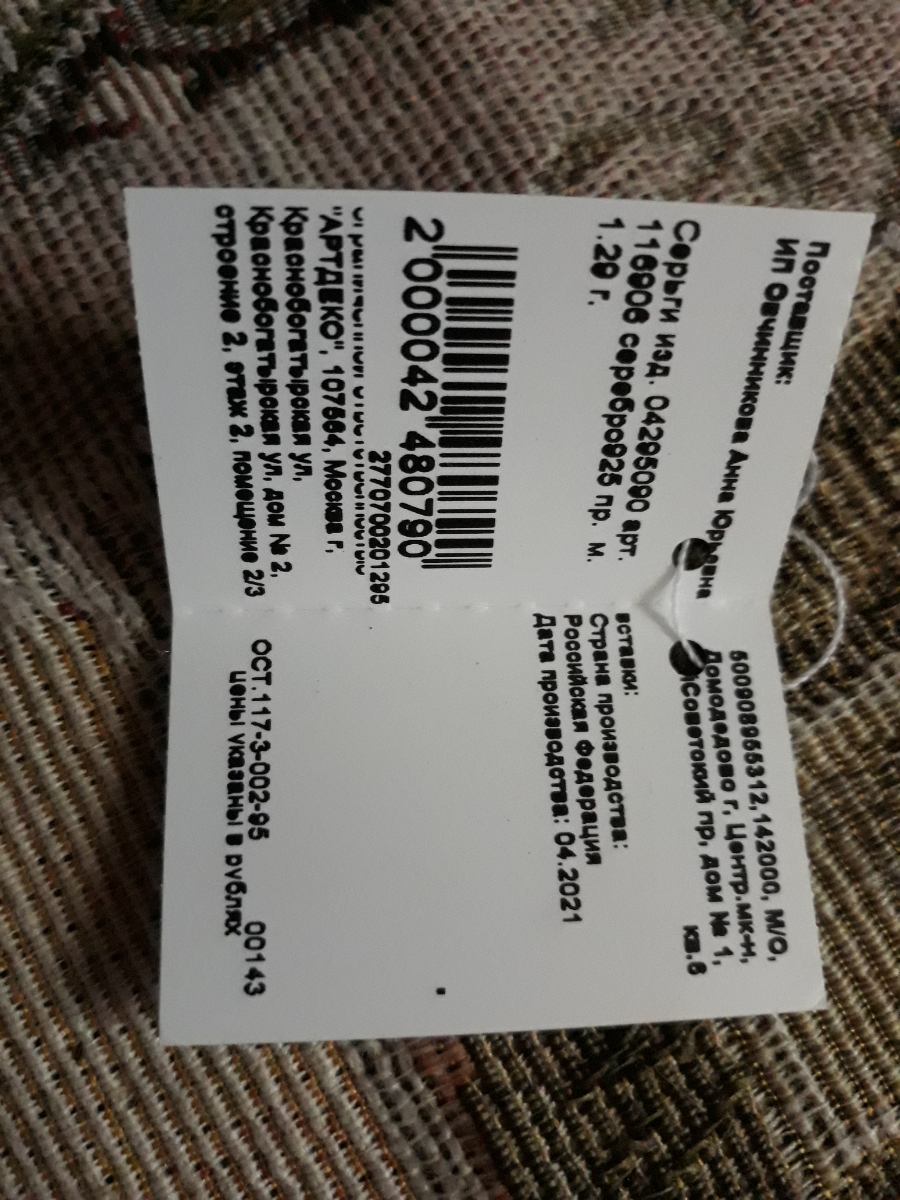 Поставщик:
ИП Овчинникова Анна Юрьевна
Серьги изд. 04295090 арт.
116906 серебро925 пр. м.
1.29 г.
2 000042 480790
2770700201295
"АРТДЕКО", 107564, Москва г,
Краснобогатырская ул,
Краснобогатырская ул, дом № 2,
строение 2, этаж 2, помещение 2/3
500908955312,142000, М/О,
Домодедово г, Центр.мк-н,
Советский пр, дом № 1,
кв.6
вставки:
Страна производства:
Российская Федерация
Дата производства: 04.2021
ОСТ.117-3-002-95 00143
цены указаны в рублях